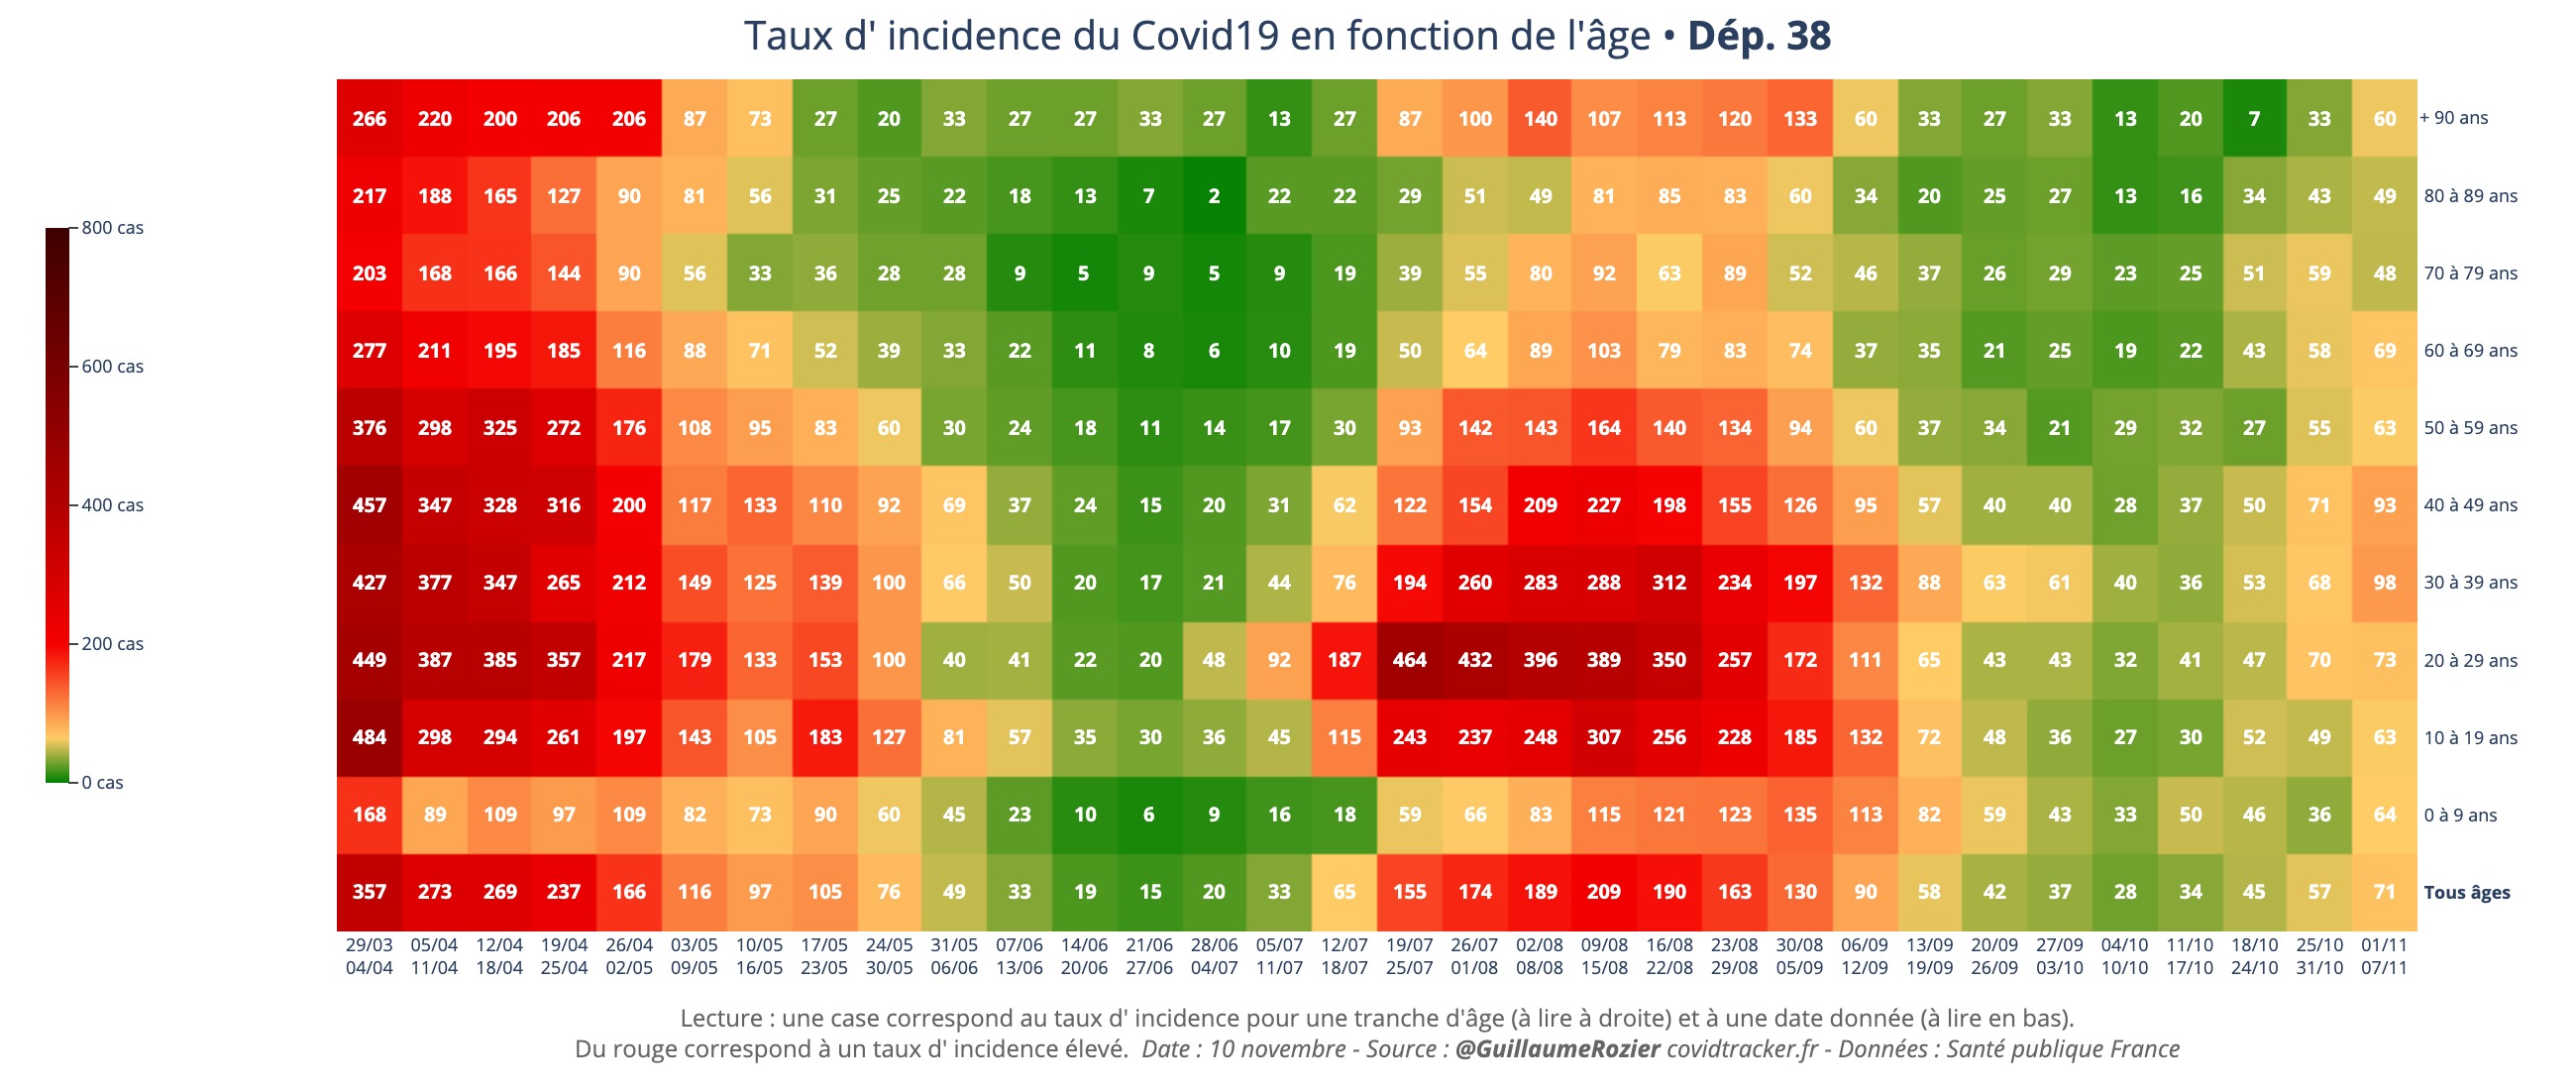 Taux d' incidence du Covid19 en fonction de l'âge • Dép. 38
800 cas
600 cas
400 cas
200 cas
0 cas
266 220 200 206 206 87 73 27 20 33 27 27 33 27 13 27 87 100 140 107 113 120 133 60 33 27 33 13 20 7 33 60 + 90 ans
217 188 165 127 90 81 56 31 25 22 18 13 7 2 22 22 29 51 49 81 85 83 60 34 20 25 27 13 16 34 43 49 80 à 89 ans
203 168 166 144 90 56 33 36 28 28 9 5 9 5 9 19 39 55 80 92 63 89 52 46 37 26 29 23 25 51 59 48 70 à 79 ans
277 211 195 185 116 88 71 52 39 33 22 11 8 6 10 19 50 64 89 103 79 83 74 37 35 21 25 19 22 43 58 69 60 à 69 ans
376 298 325 272 176 108 95 83 60 30 24 18 11 14 17 30 93 142 143 164 140 134 94 60 37 34 21 29 32 27 55 63 50 à 59 ans
457 347 328 316 200 117 133 110 92 69 37 24 15 20 31 62 122 154 209 227 198 155 126 95 57 40 40 28 37 50 71 93 40 à 49 ans
427 377 347 265 212 149 125 139 100 66 50 20 17 21 44 76 194 260 283 288 312 234 197 132 88 63 61 40 36 53 68 98 30 à 39 ans
449 387 385 357 217 179 133 153 100 40 41 22 20 48 92 187 464 432 396 389 350 257 172 111 65 43 43 32 41 47 70 73 20 à 29 ans
484 298 294 261 197 143 105 183 127 81 57 35 30 36 45 115 243 237 248 307 256 228 185 132 72 48 36 27 30 52 49 63 10 à 19 ans
168 89 109 97 109 82 73 90 60 45 23 10 6 9 16 18 59 66 83 115 121 123 135 113 82 59 43 33 50 46 36 64 0 à 9 ans
357 273 269 237 166 116 97 105 76 49 33 19 15 20 33 65 155 174 189 209 190 163 130 90 58 42 37 28 34 45 57 71 Tous âges
29/03 05/04 12/04 19/04 26/04 03/05 10/05 17/05 24/05 31/05 07/06 14/06 21/06 28/06 05/07 12/07 19/07 26/07 02/08 09/08 16/08 23/08 30/08 06/09 13/09 20/09 27/09 04/10 11/10 18/10 25/10 01/11
04/04 11/04 18/04 25/04 02/05 09/05 16/05 23/05 30/05 06/06 13/06 20/06 27/06 04/07 11/07 18/07 25/07 01/08 08/08 15/08 22/08 29/08 05/09 12/09 19/09 26/09 03/10 10/10 17/10 24/10 31/10 07/11
Lecture : une case correspond au taux d' incidence pour une tranche d'âge (à lire à droite) et à une date donnée (à lire en bas).
Du rouge correspond à un taux d' incidence élevé. Date : 10 novembre - Source : @GuillaumeRozier covidtracker.fr - Données : Santé publique France